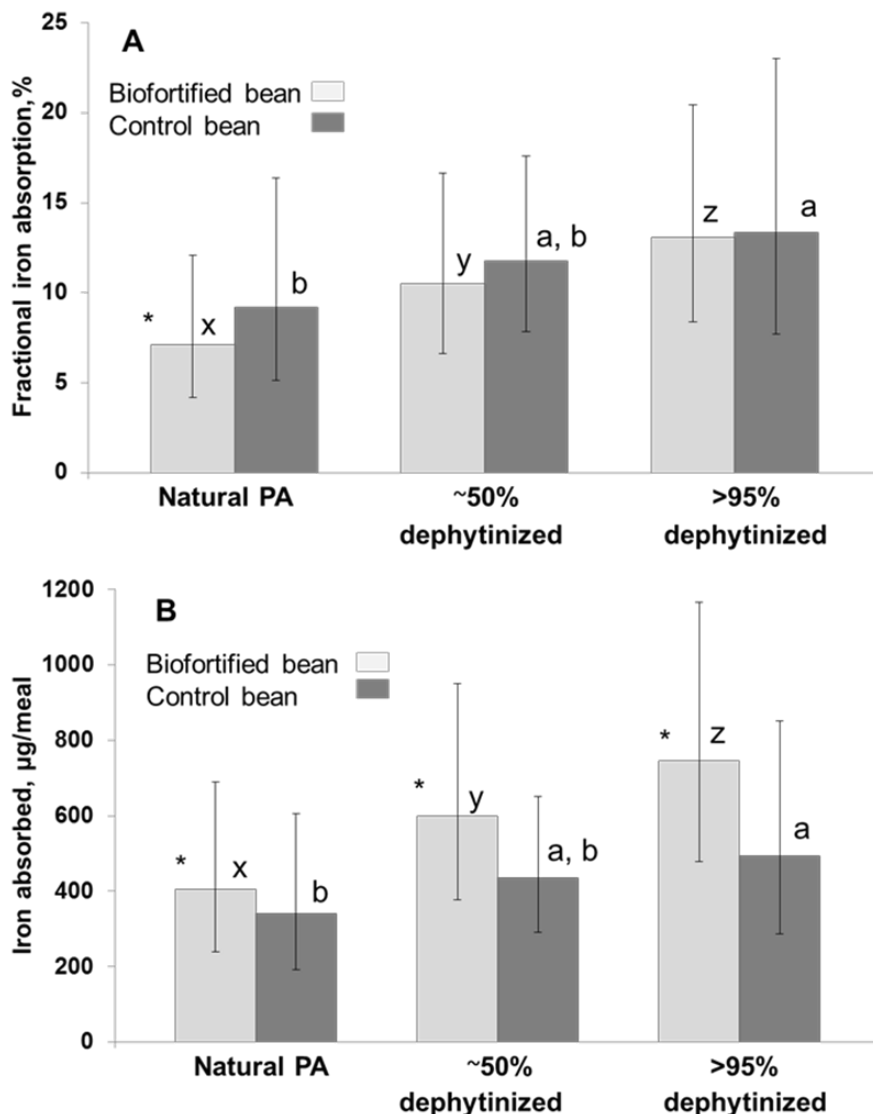 A
Biofortified bean
Control bean
Fractional iron absorption,%
25
20
15
10
5
0
*
x
b
y
a, b
z
a
Natural PA
~50%
dephytinized
>95%
dephytinized
B
Biofortified bean
Control bean
Iron absorbed, µg/meal
1200
1000
800
600
400
200
0
*
x
b
*
y
a, b
*
z
a
Natural PA
~50%
dephytinized
>95%
dephytinized